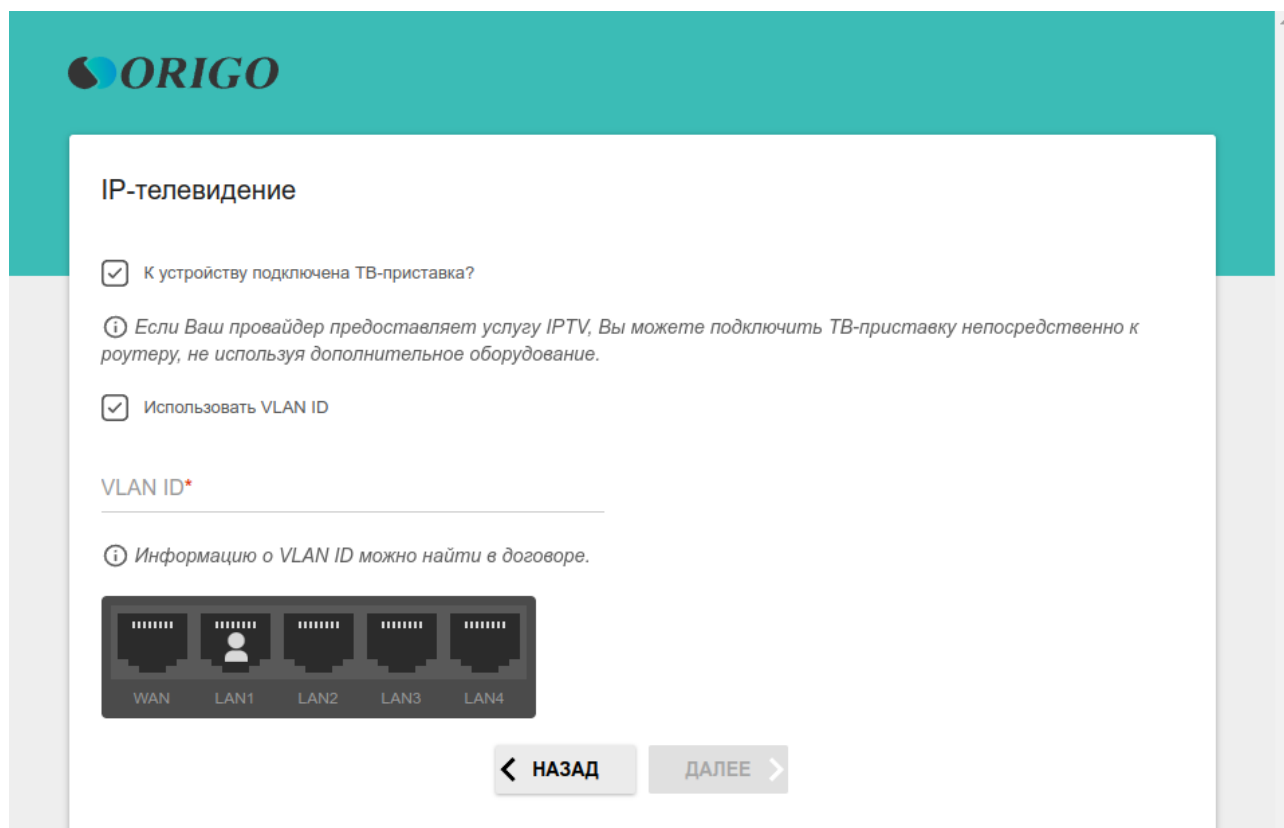 ORIGO
IP-телевидение
К устройству подключена ТВ-приставка?
Если Ваш провайдер предоставляет услугу IPTV, Вы можете подключить ТВ-приставку непосредственно к
роутеру, не используя дополнительное оборудование.
Использовать VLAN ID
VLAN ID*
Информацию о VLAN ID можно найти в договоре.
WAN LAN1 LAN2 LAN3 LAN4
НАЗАД ДАЛЕЕ